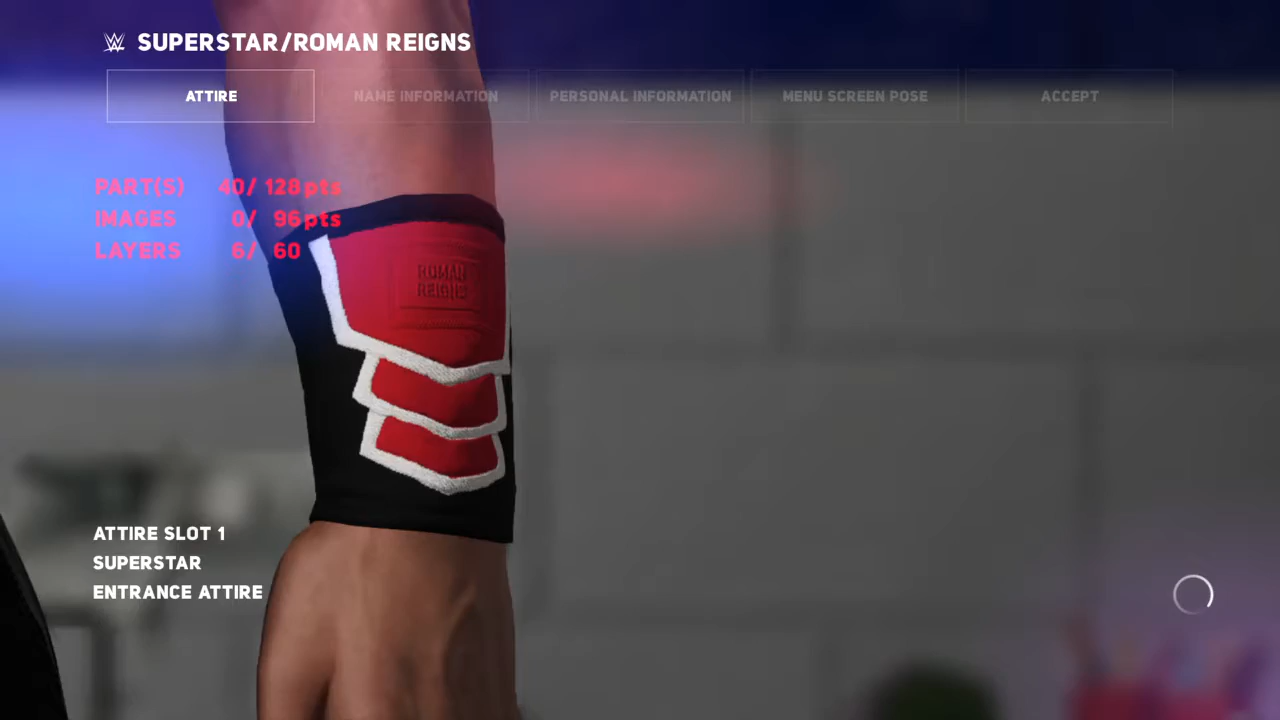 SUPERSTAR/ROMAN REIGNS
ATTIRE
NAME INFORMATION
PERSONAL INFORMATION
MENU SCREEN POSE
ACCEPT
PART(S) 40/ 128pts
IMAGES 0/ 96pts
LAYERS 6/ 60
ROMAN
REIGNS
ATTIRE SLOT 1
SUPERSTAR
ENTRANCE ATTIRE